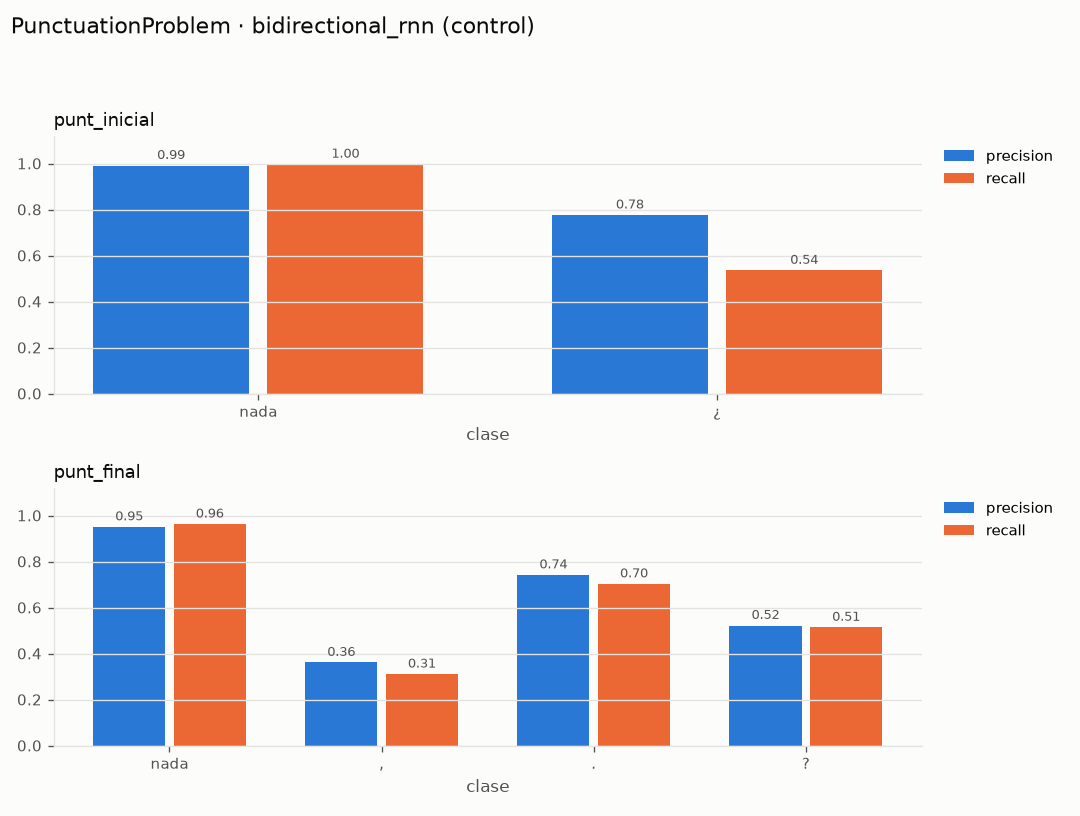 PunctuationProblem · bidirectional_rnn (control)
punt_inicial
precision
recall
1.0
0.8
0.6
0.4
0.2
0.0
0.99
1.00
0.78
0.54
nada
¿
clase
punt_final
precision
recall
1.0
0.8
0.6
0.4
0.2
0.0
0.95
0.96
0.36
0.31
0.74
0.70
0.52
0.51
nada
,
.
?
clase